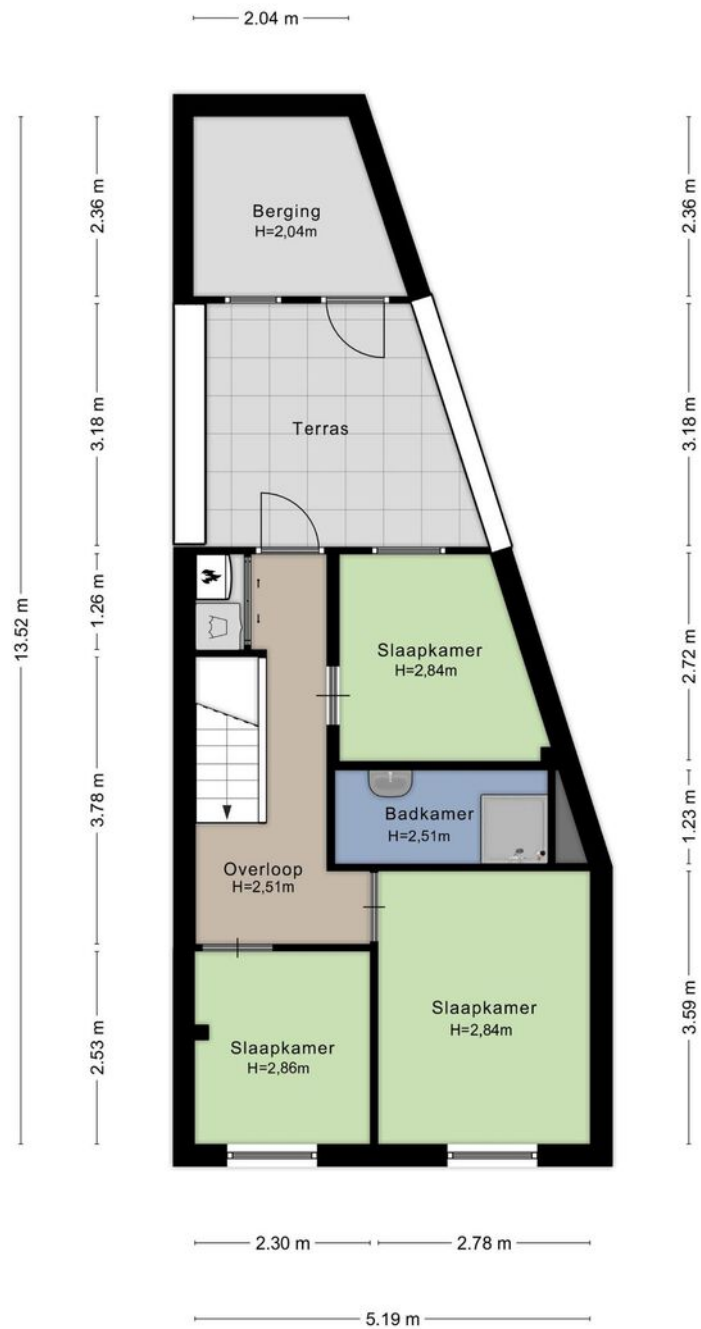 2.04 m
Berging
H=2,04m
2.36 m
2.36 m
Terras
3.18 m
3.18 m
13.52 m
1.26 m
Slaapkamer
H=2,84m
2.72 m
3.78 m
Badkamer
H=2,51m
1.23 m
Overloop
H=2,51m
Slaapkamer
H=2,84m
3.59 m
2.53 m
Slaapkamer
H=2,86m
2.30 m
2.78 m
5.19 m